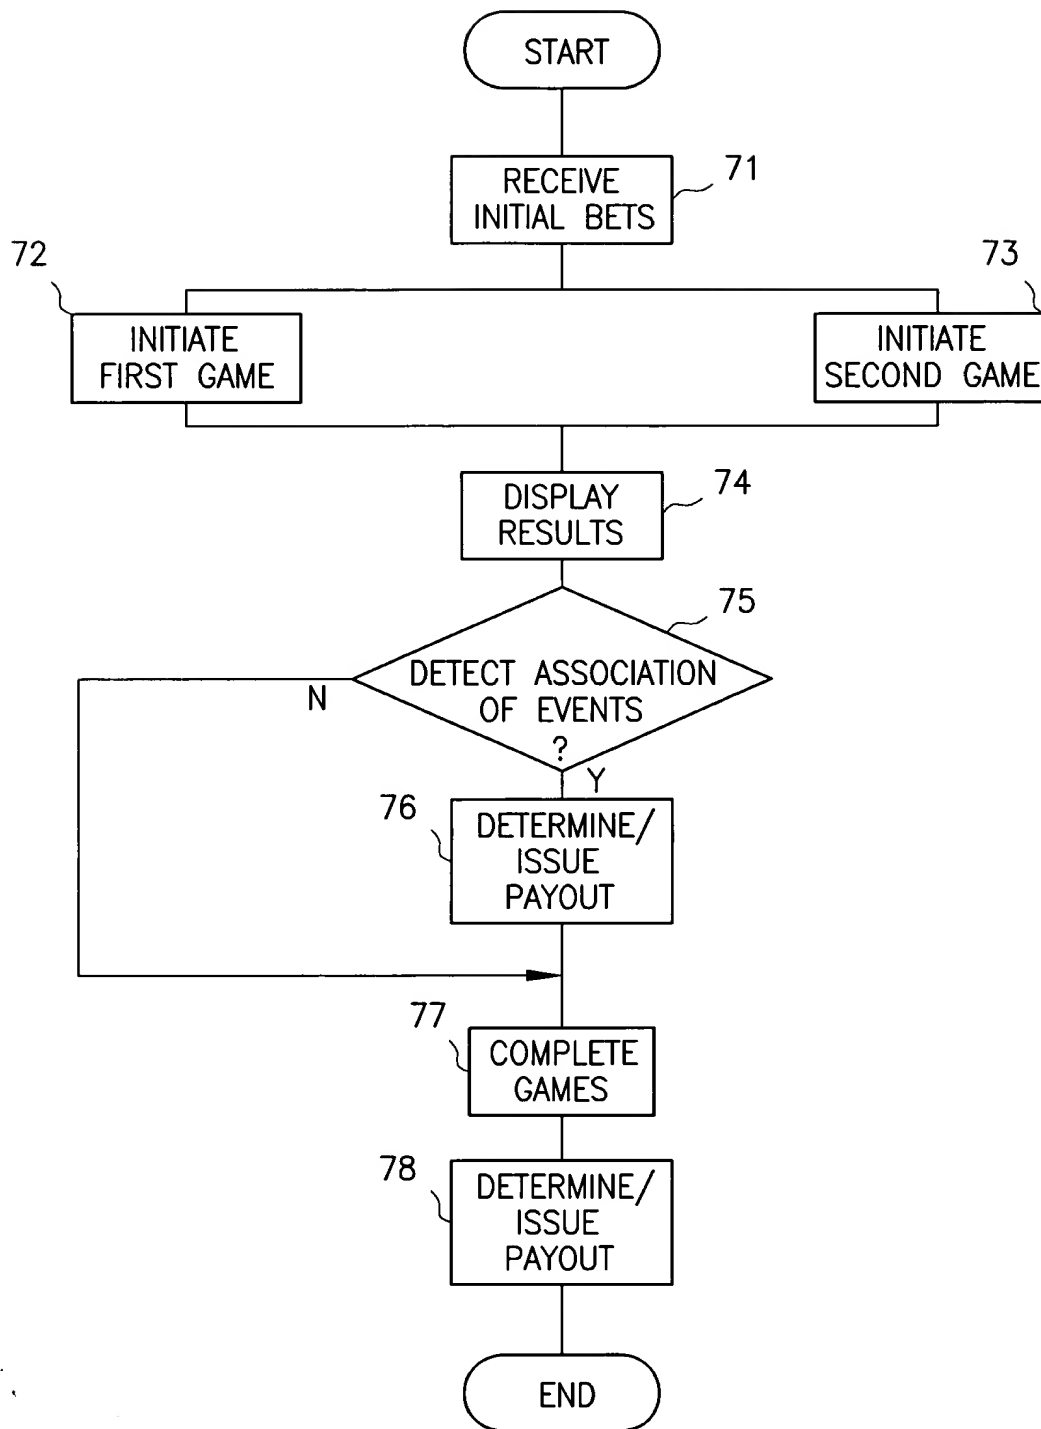 START
RECEIVE
INITIAL BETS
71
72
73
INITIATE
FIRST GAME
INITIATE
SECOND GAME
DISPLAY
RESULTS
74
75
DETECT ASSOCIATION
OF EVENTS
?
N
Y
76
DETERMINE/
ISSUE
PAYOUT
77
COMPLETE
GAMES
78
DETERMINE/
ISSUE
PAYOUT
END